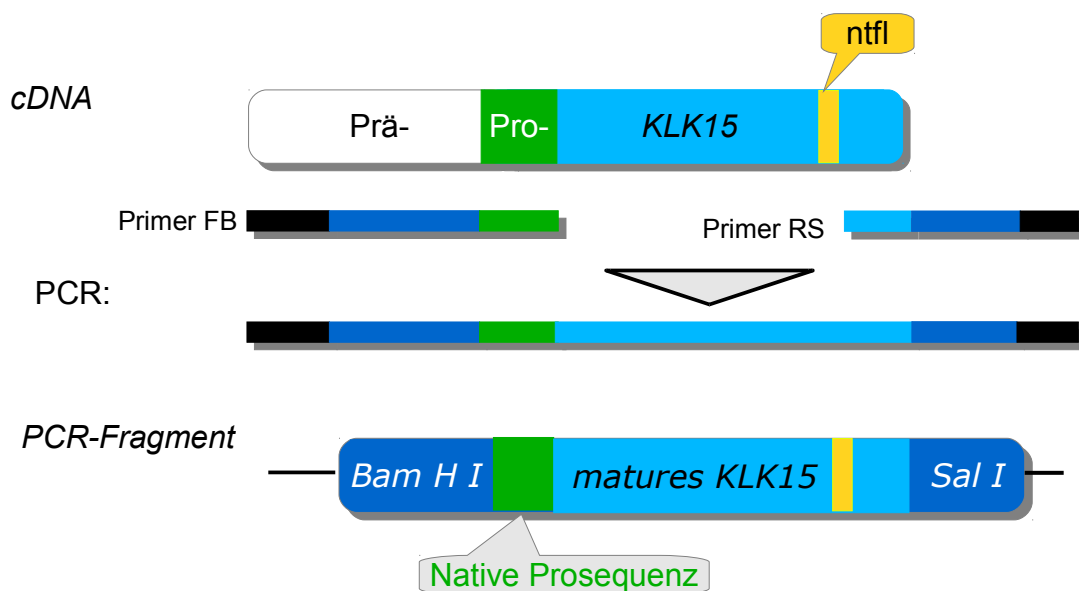 ntfl
cDNA
Prä-
Pro-
KLK15
Primer FB
Primer RS
PCR:
PCR-Fragment
Bam H I
matures KLK15
Sal I
Native Prosequenz